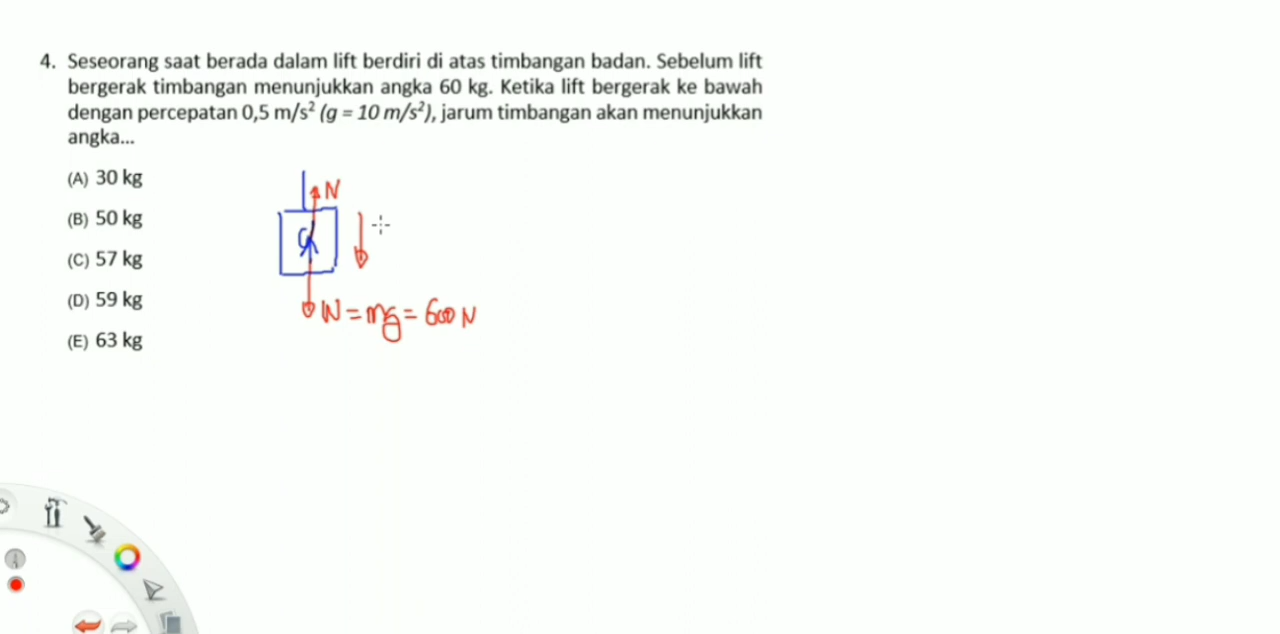 4. Seseorang saat berada dalam lift berdiri di atas timbangan badan. Sebelum lift
bergerak timbangan menunjukkan angka 60 kg. Ketika lift bergerak ke bawah
dengan percepatan 0,5 m/s² (g = 10 m/s²), jarum timbangan akan menunjukkan
angka...
(A) 30 kg
(B) 50 kg
(C) 57 kg
(D) 59 kg
(E) 63 kg
N
W = mg = 600 N